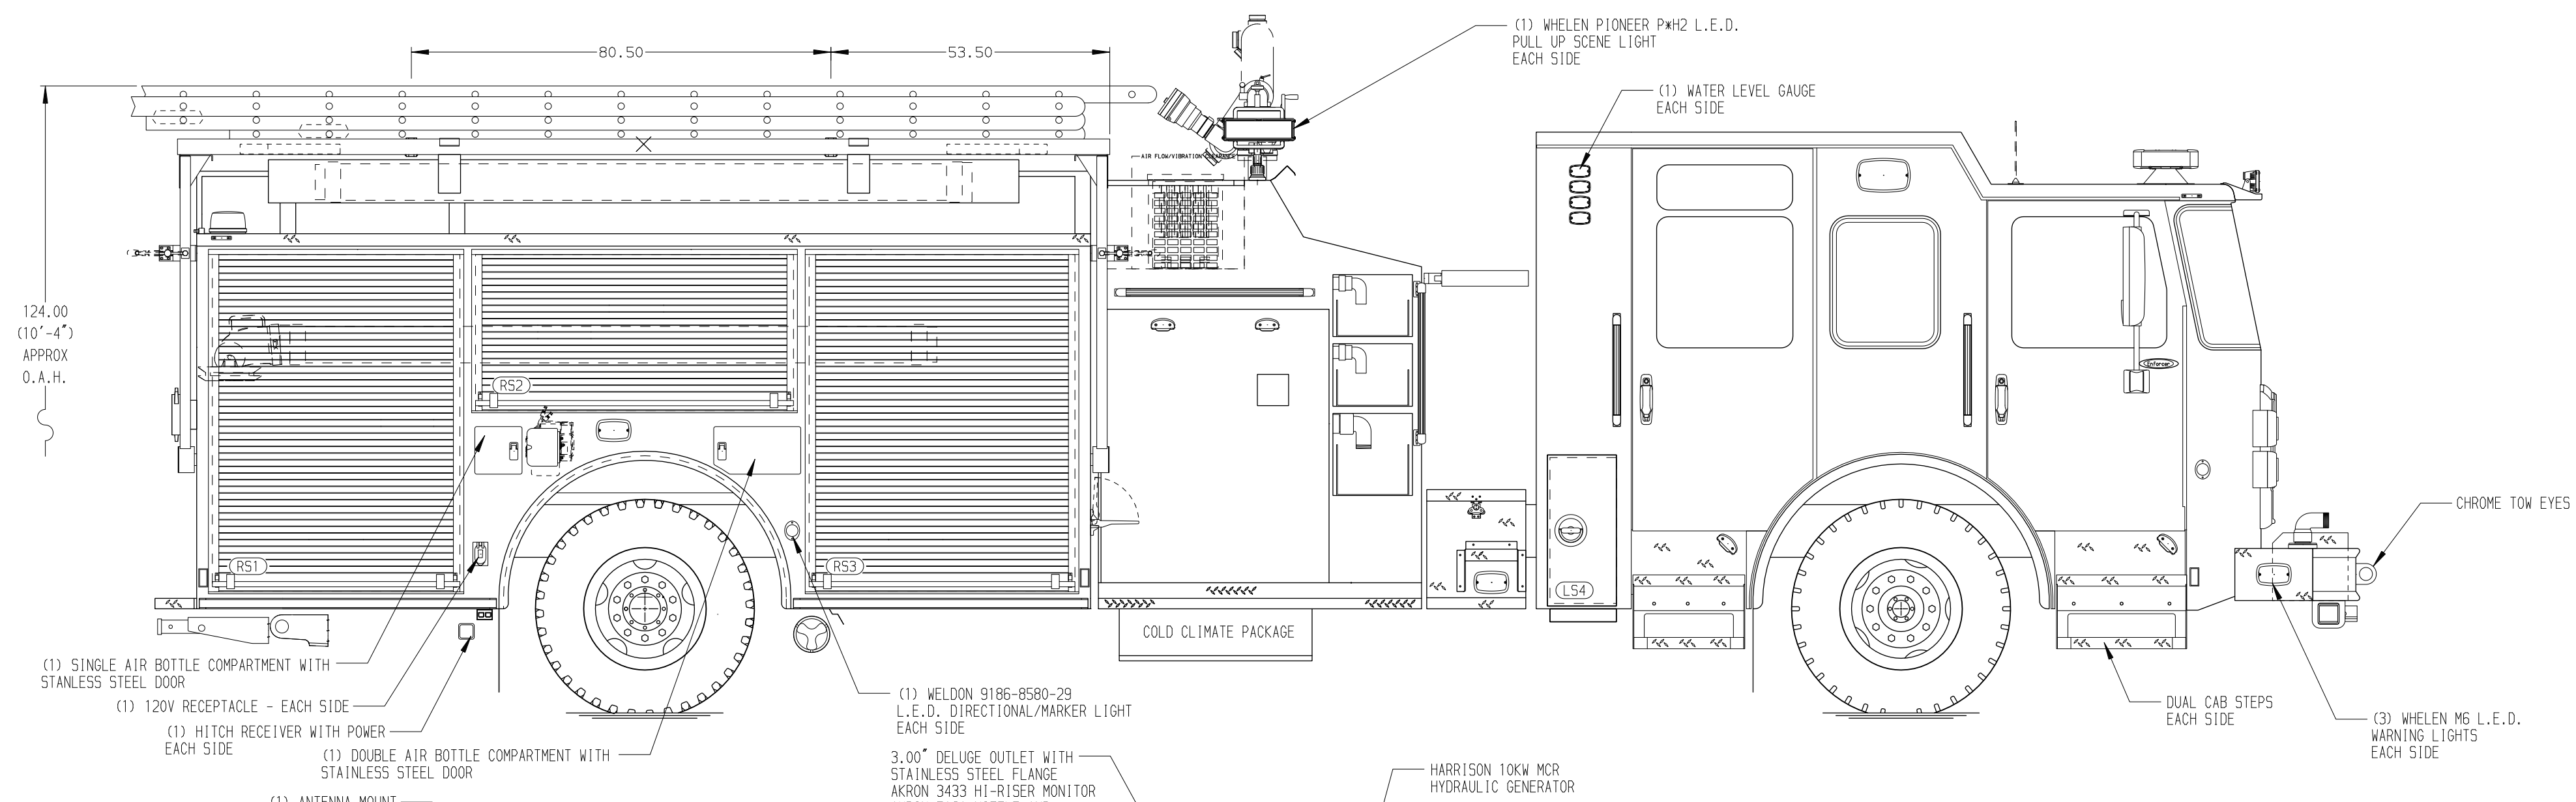 (1) WHELEN PIONEER P*H2 L.E.D.
PULL UP SCENE LIGHT
EACH SIDE
80.50
53.50
(1) WATER LEVEL GAUGE
EACH SIDE
AIR FLOW/VIBRATION CLEARANCE
124.00
(10'-4")
APPROX
O.A.H.
Enforcer
RS2
RS1
RS3
LS4
CHROME TOW EYES
COLD CLIMATE PACKAGE
(1) SINGLE AIR BOTTLE COMPARTMENT WITH
STANLESS STEEL DOOR
(1) 120V RECEPTACLE - EACH SIDE
(1) HITCH RECEIVER WITH POWER
EACH SIDE
(1) DOUBLE AIR BOTTLE COMPARTMENT WITH
STAINLESS STEEL DOOR
(1) WELDON 9186-8580-29
L.E.D. DIRECTIONAL/MARKER LIGHT
EACH SIDE
DUAL CAB STEPS
EACH SIDE
(3) WHELEN M6 L.E.D.
WARNING LIGHTS
EACH SIDE
3.00" DELUGE OUTLET WITH
STAINLESS STEEL FLANGE
AKRON 3433 HI-RISER MONITOR
HARRISON 10KW MCR
HYDRAULIC GENERATOR
(1) ANTENNA MOUNT